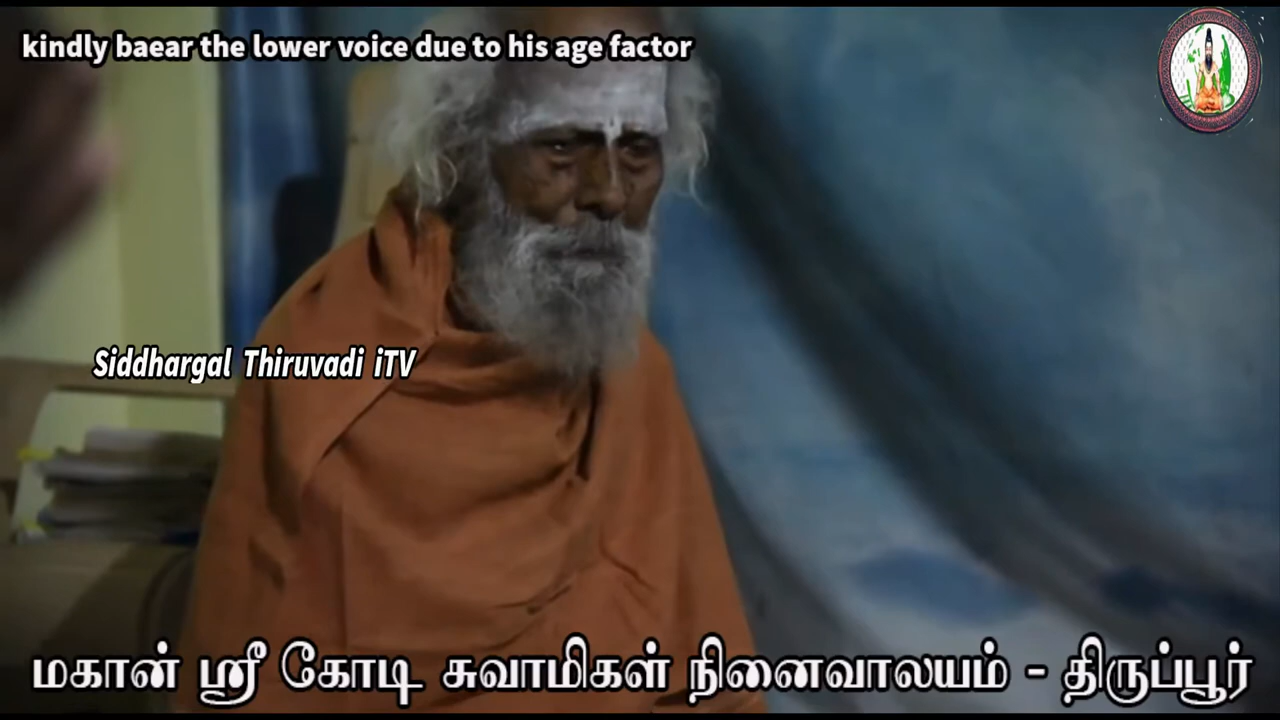 kindly baear the lower voice due to his age factor
Siddhargal Thiruvadi iTV
மகான் ஸ்ரீ கோடி சுவாமிகள் நினைவாலயம் - திருப்பூர்